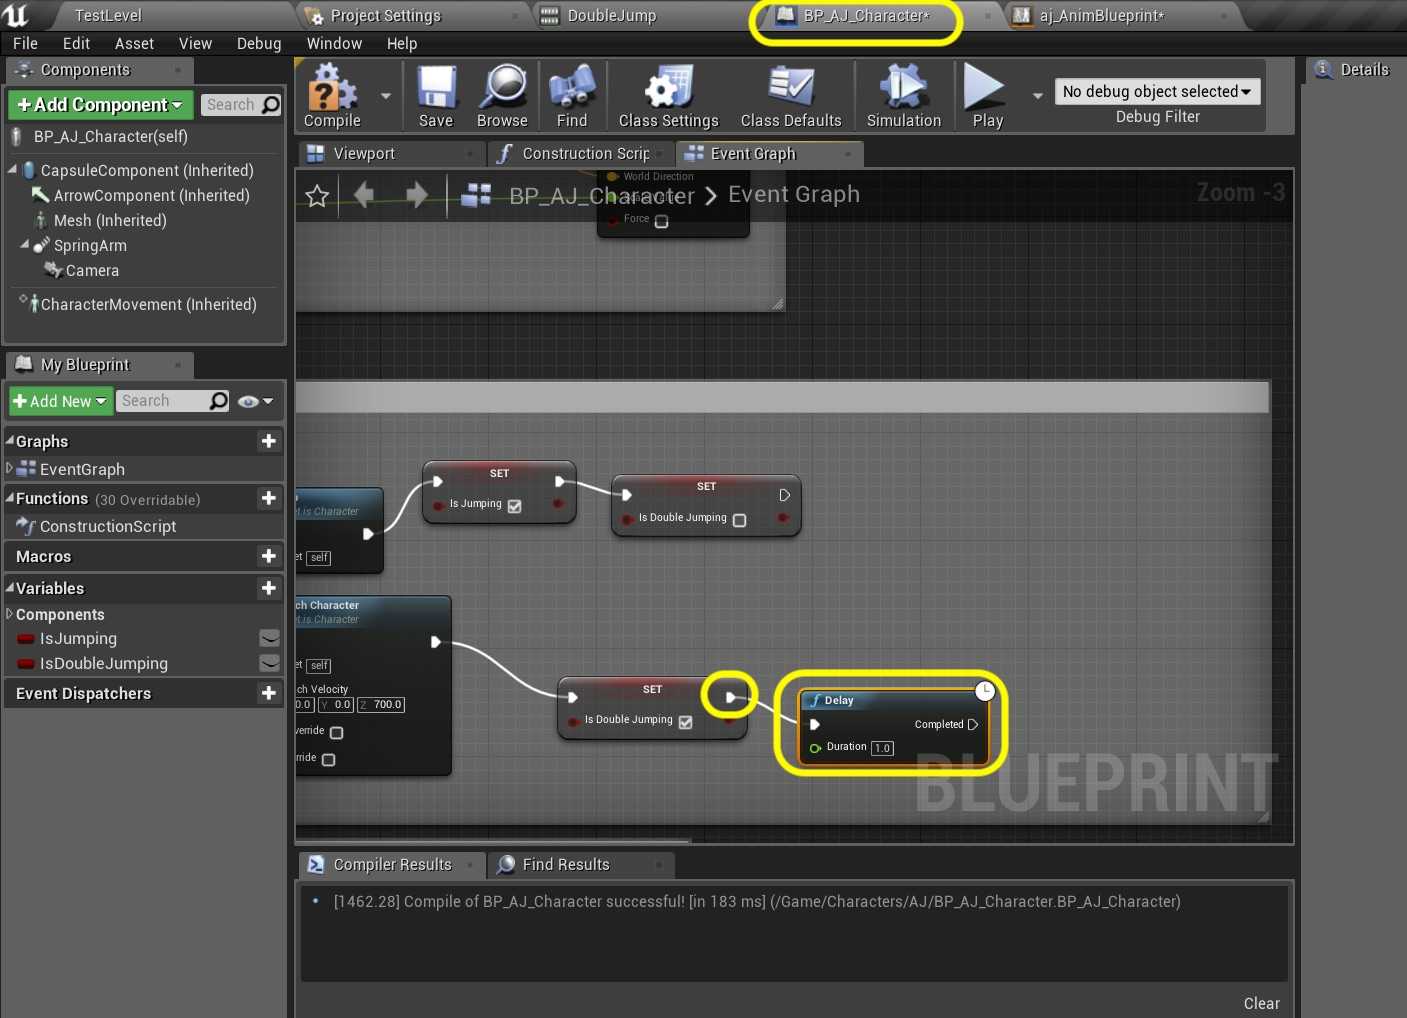 TestLevel
Project Settings
DoubleJump
BP_AJ_Character*
aj_AnimBlueprint*
File Edit Asset View Debug Window Help
Components
Details
+Add Component
Search
Compile
Save
Browse
Find
Class Settings
Class Defaults
Simulation
Play
No debug object selected
Debug Filter
BP_AJ_Character(self)
CapsuleComponent (Inherited)
ArrowComponent (Inherited)
Mesh (Inherited)
SpringArm
Camera
CharacterMovement (Inherited)
Viewport
Construction Scrip
Event Graph
World Direction
BP_AJ_Character > Event Graph
Zoom -3
Force
My Blueprint
+Add New
Search
Graphs
EventGraph
Functions (30 Overridable)
ConstructionScript
Macros
Variables
Components
IsJumping
IsDoubleJumping
Event Dispatchers
et is Character
et self
SET
Is Jumping
SET
Is Double Jumping
ch Character
et is Character
et self
ch Velocity
0.0 Y 0.0 Z 700.0
verride
rride
SET
Is Double Jumping
Delay
Completed
Duration 1.0
BLUEPRINT
Compiler Results
Find Results
[1462.28] Compile of BP_AJ_Character successful! [in 183 ms] (/Game/Characters/AJ/BP_AJ_Character.BP_AJ_Character)
Clear